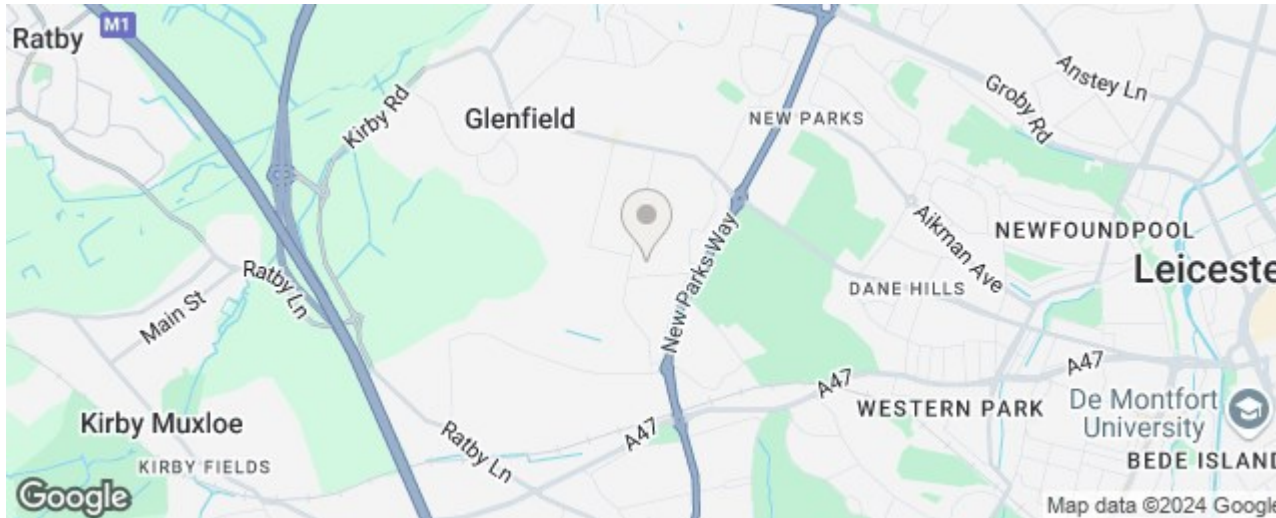 M1
Ratby
Anstey Ln
Groby Rd
Kirby Rd
Glenfield
NEW PARKS
Aikman Ave
NEWFOUNDPOOL
New Parks Way
Leiceste
Ratby Ln
DANE HILLS
Main St
A47
A47
WESTERN PARK
De Montfort
University
Kirby Muxloe
A47
Ratby Ln
KIRBY FIELDS
BEDE ISLAND
Google
Map data ©2024 Google